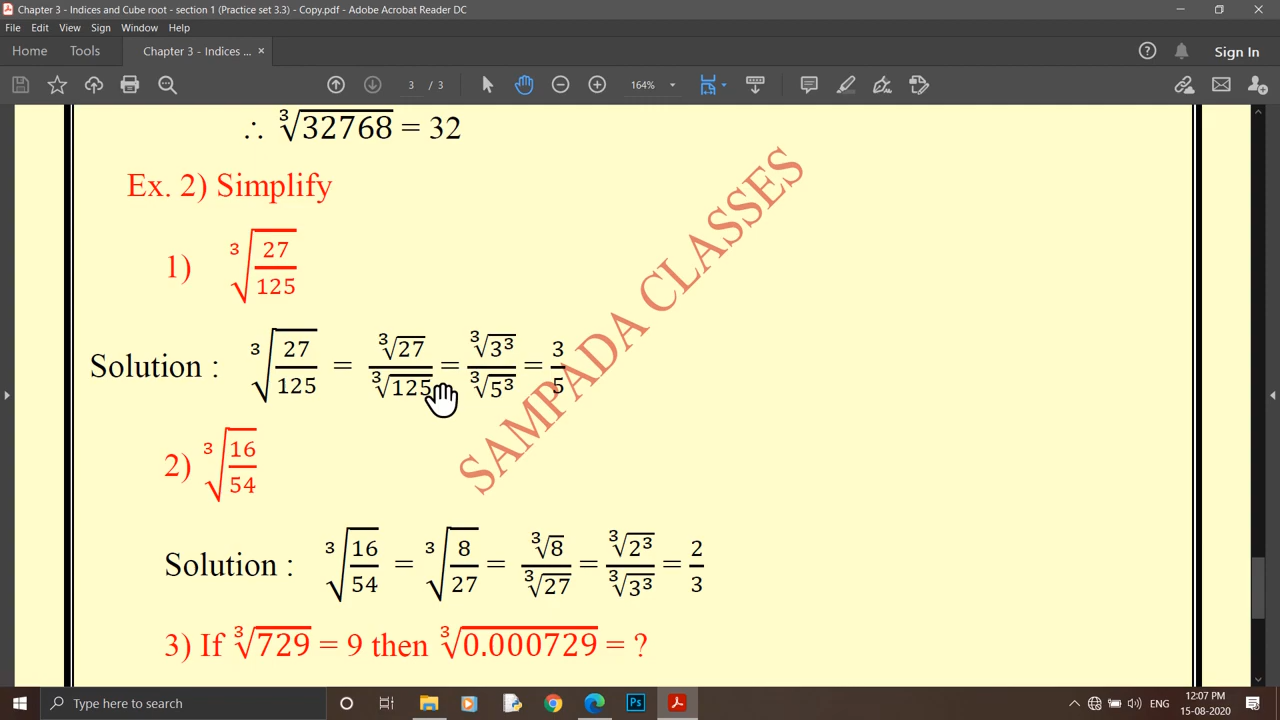 Chapter 3 - Indices and Cube root - section 1 (Practice set 3.3) - Copy.pdf - Adobe Acrobat Reader DC
File Edit View Sign Window Help
Home Tools Chapter 3 - Indices ... × Sign In
3 / 3 164%
∴ ∛32768 = 32
Ex. 2) Simplify
1) ∛(27/125)
Solution : ∛(27/125) = ∛27/∛125 = ∛3³/∛5³ = 3/5
2) ∛(16/54)
Solution : ∛(16/54) = ∛(8/27) = ∛8/∛27 = ∛2³/∛3³ = 2/3
3) If ∛729 = 9 then ∛0.000729 = ?
SAMPADA CLASSES
Type here to search Ps ENG 12:07 PM
15-08-2020